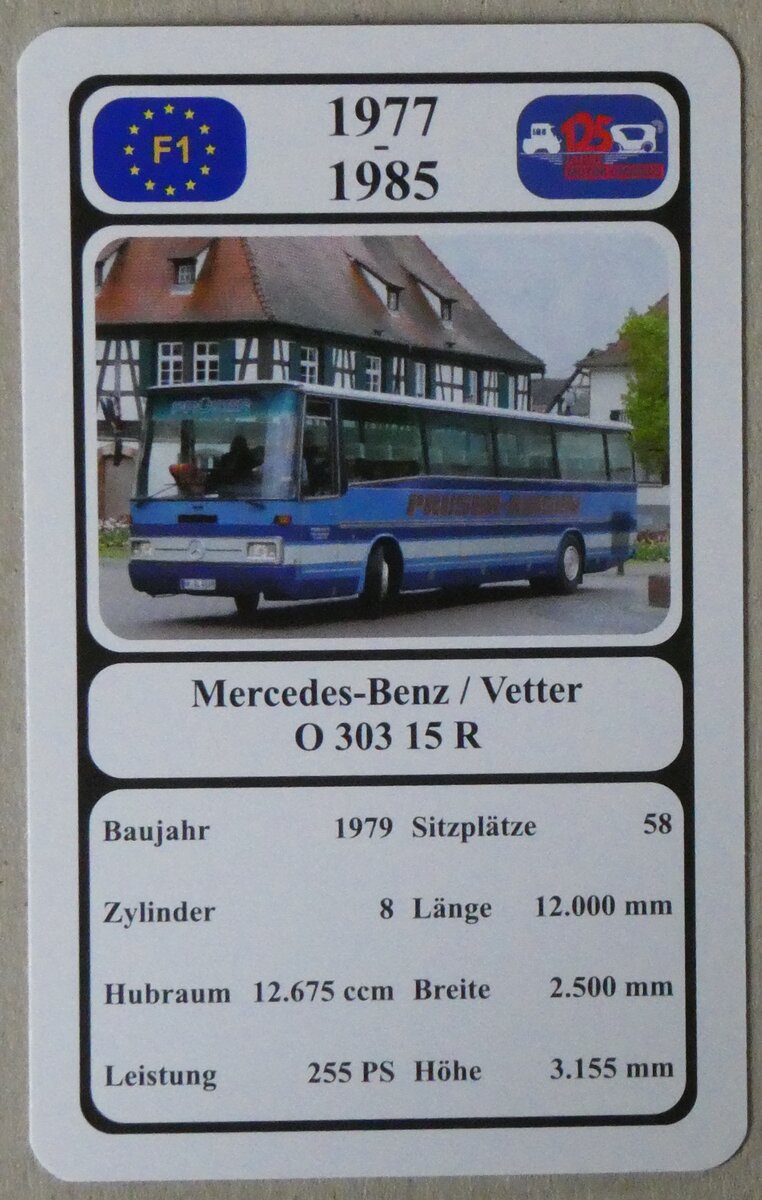 F1
1977
-
1985
125
Mercedes-Benz / Vetter
O 303 15 R
Baujahr 1979 Sitzplätze 58
Zylinder 8 Länge 12.000 mm
Hubraum 12.675 ccm Breite 2.500 mm
Leistung 255 PS Höhe 3.155 mm